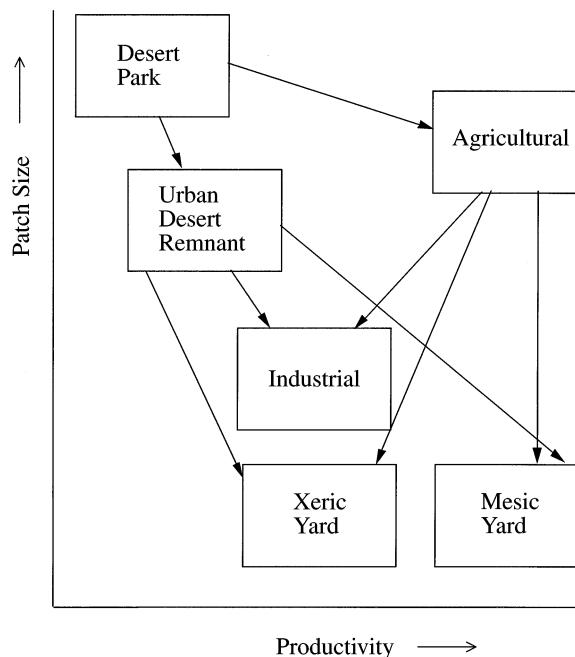 Desert
Park
Agricultural
Urban
Desert
Remnant
Industrial
Xeric
Yard
Mesic
Yard
Patch Size
Productivity